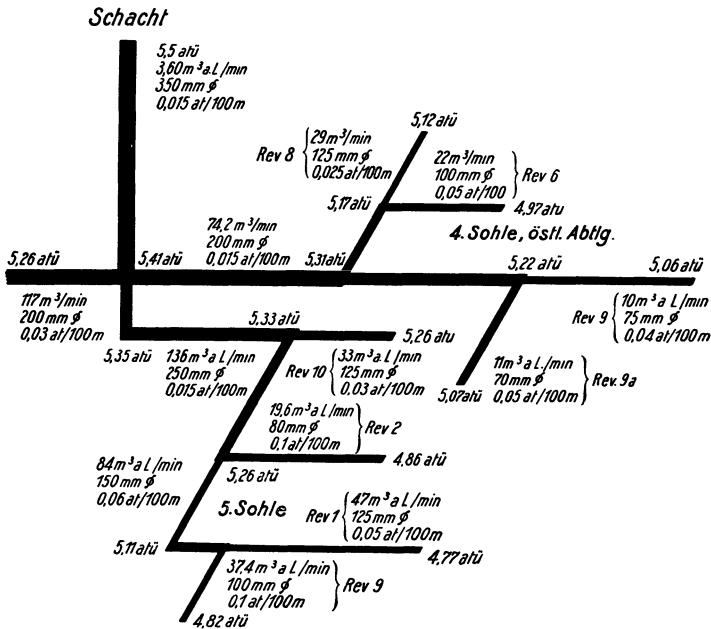 Schacht
5,5 atü
3,60 m³ a.L/min
350 mm ϕ
0,015 at/100m
5,12 atü
Rev 8
29 m³/min
125 mm ϕ
0,025 at/100m
22 m³/min
100 mm ϕ
0,05 at/100
Rev 6
5,17 atü
4,97 atü
4. Sohle, östl. Abtlg.
74,2 m³/min
200 mm ϕ
0,015 at/100m
5,26 atü
5,41 atü
5,31 atü
5,22 atü
5,06 atü
117 m³/min
200 mm ϕ
0,03 at/100m
Rev 9
10 m³ a L/min
75 mm ϕ
0,04 at/100m
5,33 atü
5,26 atü
5,35 atü
136 m³ a L/min
250 mm ϕ
0,015 at/100m
Rev 10
33 m³ a. L/min
125 mm ϕ
0,03 at/100m
11 m³ a L./min
70 mm ϕ
0,05 at/100m
Rev. 9a
5,07 atü
19,6 m³ a L/min
80 mm ϕ
0,1 at/100m
Rev 2
4,86 atü
84 m³ a L/min
150 mm ϕ
0,06 at/100m
5,26 atü
5. Sohle
Rev 1
47 m³ a L/min
125 mm ϕ
0,05 at/100m
5,11 atü
4,77 atü
37,4 m³ a L/min
100 mm ϕ
0,1 at/100m
Rev 9
4,82 atü